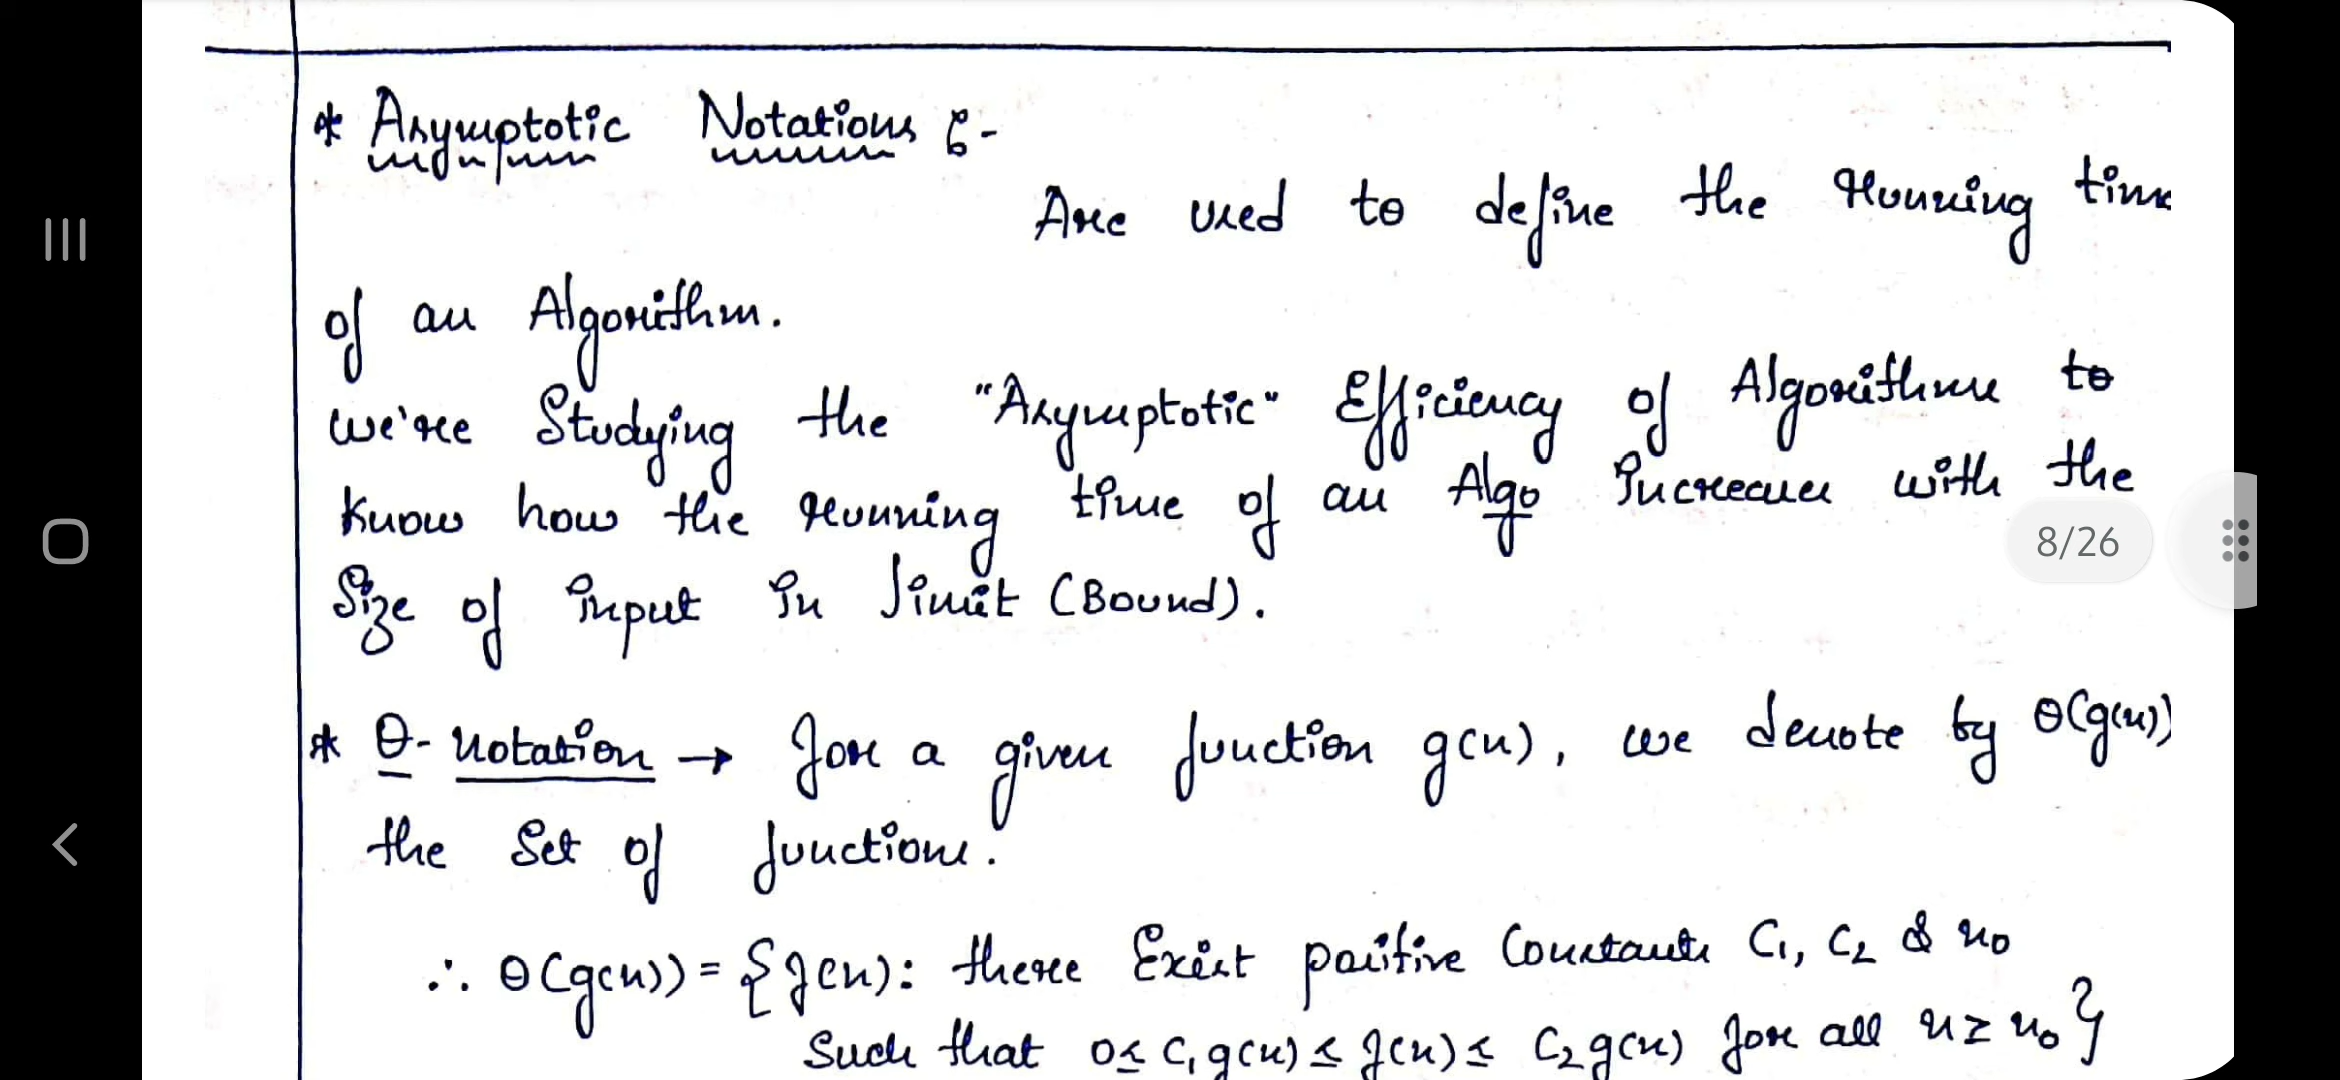 * Asymptotic Notations :-
Are used to define the running time
of an Algorithm.
we're Studying the "Asymptotic" Efficiency of Algorithms to
know how the running time of an Algo Increases with the
8/26
Size of input in limit (Bound).
* θ- notation → for a given function g(n), we denote by θ(g(n))
the Set of functions.
∴ θ(g(n)) = {f(n): there Exist positive Constants C1, C2 & n0
Such that 0≤ C1 g(n) ≤ f(n) ≤ C2 g(n) for all n ≥ n0}